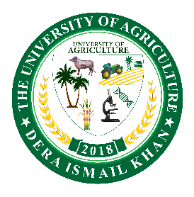 THE UNIVERSITY OF AGRICULTURE
UNIVERSITY OF
AGRICULTURE
[2018]
DERA ISMAIL KHAN